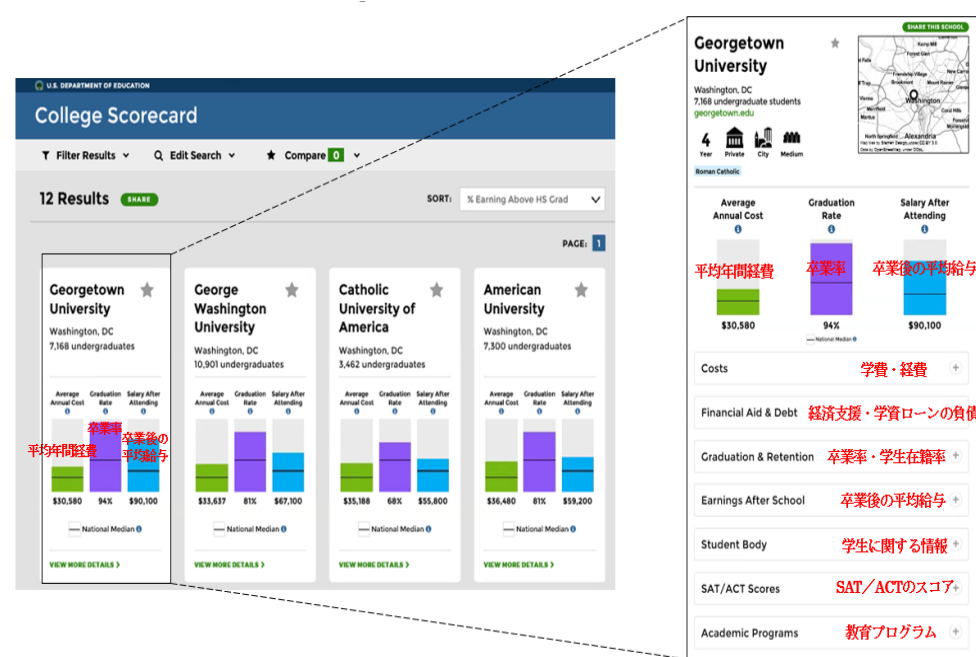 U.S. DEPARTMENT OF EDUCATION
College Scorecard
Filter Results
Edit Search
Compare 0
12 Results SHARE
SORT: % Earning Above HS Grad
PAGE: 1
Georgetown
University
Washington, DC
7,168 undergraduates
Average
Annual Cost
Graduation
Rate
Salary After
Attending
平均年間経費
卒業率
卒業後の
平均給与
$30,580 94% $90,100
National Median
VIEW MORE DETAILS >
George
Washington
University
Washington, DC
10,901 undergraduates
Average
Annual Cost
Graduation
Rate
Salary After
Attending
$33,637 81% $67,100
National Median
VIEW MORE DETAILS >
Catholic
University of
America
Washington, DC
3,462 undergraduates
Average
Annual Cost
Graduation
Rate
Salary After
Attending
$35,188 68% $55,800
National Median
VIEW MORE DETAILS >
American
University
Washington, DC
7,300 undergraduates
Average
Annual Cost
Graduation
Rate
Salary After
Attending
$36,480 81% $59,200
National Median
VIEW MORE DETAILS >
SHARE THIS SCHOOL
Georgetown
University
Washington, DC
7,168 undergraduate students
georgetown.edu
4
Year Private City Medium
Roman Catholic
Washington
Alexandria
Average
Annual Cost
Graduation
Rate
Salary After
Attending
平均年間経費
卒業率
卒業後の平均給与
$30,580 94% $90,100
National Median
Costs 学費・経費 +
Financial Aid & Debt 経済支援・学資ローンの負債
Graduation & Retention 卒業率・学生在籍率 +
Earnings After School 卒業後の平均給与 +
Student Body 学生に関する情報 +
SAT/ACT Scores SAT／ACTのスコア +
Academic Programs 教育プログラム +